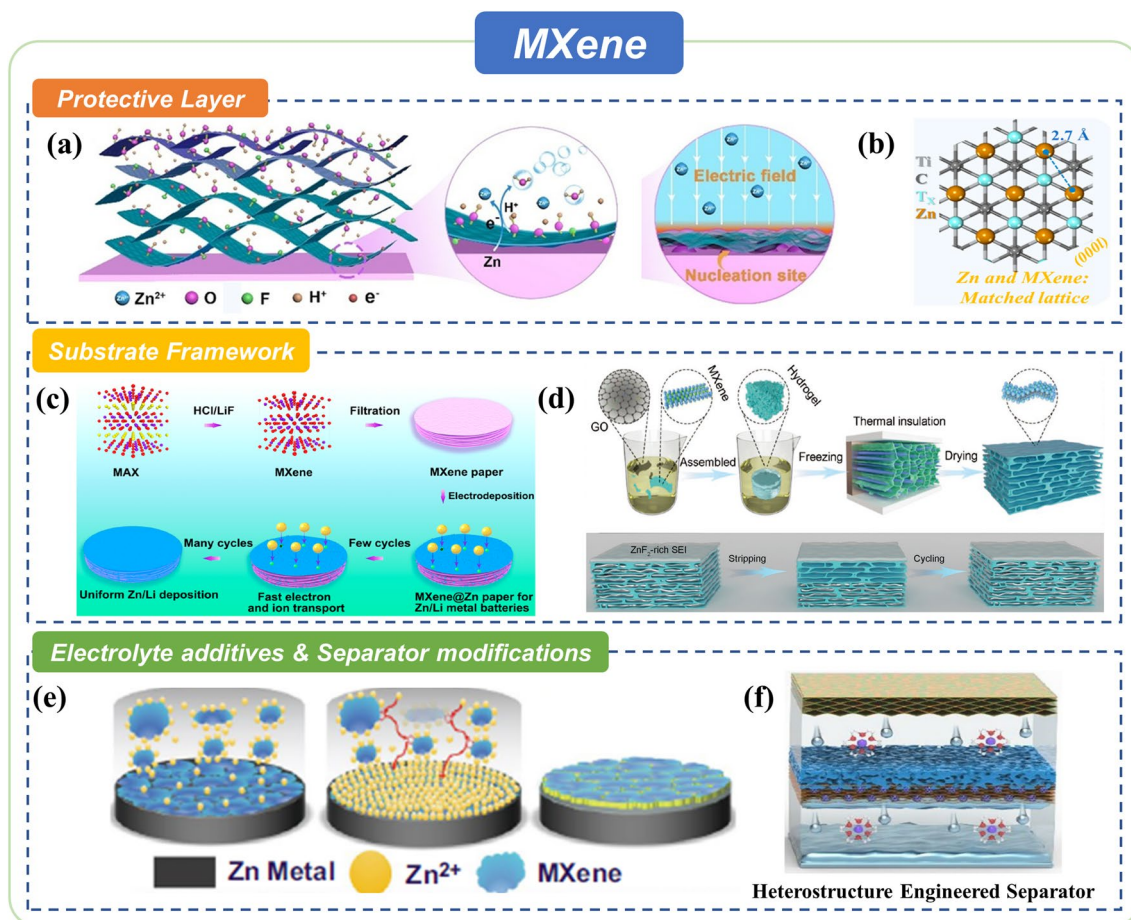 MXene
Protective Layer
(a)
Zn²⁺
H⁺
e⁻
Zn
Electric field
Nucleation site
Zn²⁺ O F H⁺ e⁻
(b)
2.7 Å
Ti
C
Tx
Zn
(000l)
Zn and MXene:
Matched lattice
Substrate Framework
(c)
HCl/LiF
Filtration
MAX
MXene
MXene paper
Electrodeposition
Many cycles
Few cycles
Uniform Zn/Li deposition
Fast electron
and ion transport
MXene@Zn paper for
Zn/Li metal batteries
(d)
GO
MXene
Hydrogel
Assembled
Freezing
Thermal insulation
Drying
ZnF₂-rich SEI
Stripping
Cycling
Electrolyte additives & Separator modifications
(e)
Zn Metal Zn²⁺ MXene
(f)
Heterostructure Engineered Separator